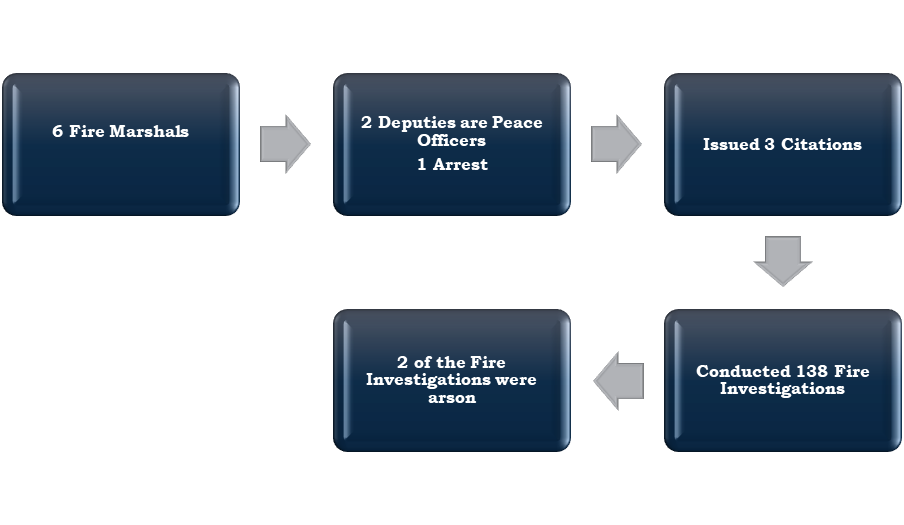 6 Fire Marshals
2 Deputies are Peace
Officers
1 Arrest
Issued 3 Citations
Conducted 138 Fire
Investigations
2 of the Fire
Investigations were
arson